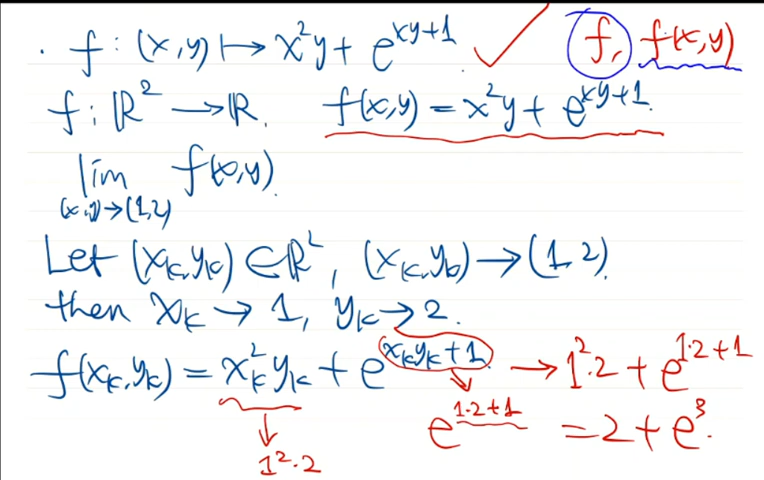 · f : (x,y) ↦ x²y + e^{xy+1} ✓ f, f(x,y)
f : ℝ² → ℝ. f(x,y) = x²y + e^{xy+1}.
lim f(x,y).
(x,y)→(1,2)
Let (x_k,y_k) ∈ ℝ², (x_k,y_k) → (1,2).
then x_k → 1, y_k → 2.
f(x_k,y_k) = x_k² y_k + e^{x_k y_k + 1} → 1²·2 + e^{1·2+1}
↓ ↓
e^{1·2+1} = 2 + e³.
1²·2